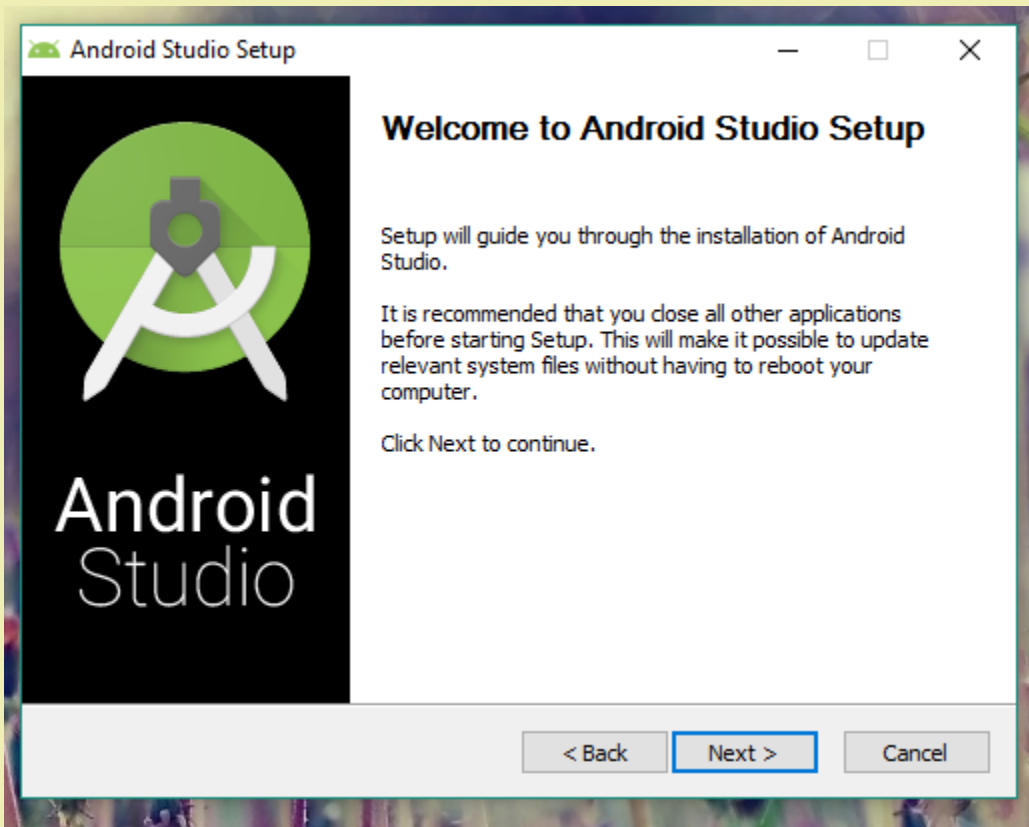 Android Studio Setup
Welcome to Android Studio Setup
Setup will guide you through the installation of Android
Studio.
It is recommended that you close all other applications
before starting Setup. This will make it possible to update
relevant system files without having to reboot your
computer.
Click Next to continue.
Android
Studio
< Back
Next >
Cancel